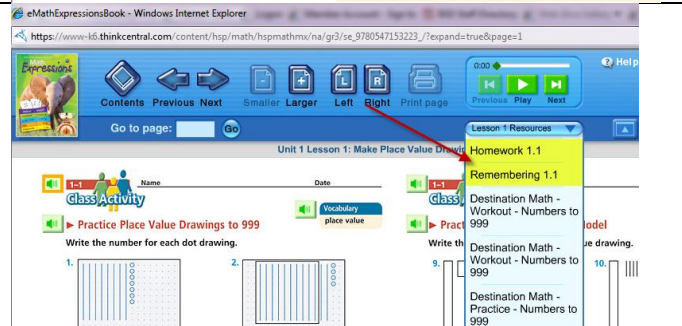 eMathExpressionsBook - Windows Internet Explorer
https://www-k6.thinkcentral.com/content/hsp/math/hspmathmx/na/gr3/se_9780547153223_/?expand=true&page=1
Math
Expressions
Contents Previous Next Smaller Larger Left Right Print page
L R
0:00
Previous Play Next
Help
Go to page: Go
Lesson 1 Resources
Unit 1 Lesson 1: Make Place Value Drawin
Homework 1.1
Remembering 1.1
Destination Math -
Workout - Numbers to
999
Destination Math -
Workout - Numbers to
999
Destination Math -
Practice - Numbers to
999
1-1 Name Date
Class Activity
Vocabulary
place value
Practice Place Value Drawings to 999
Write the number for each dot drawing.
1. 2.
1-1
Class
Pract odel
Write th ue drawing.
9. 10.